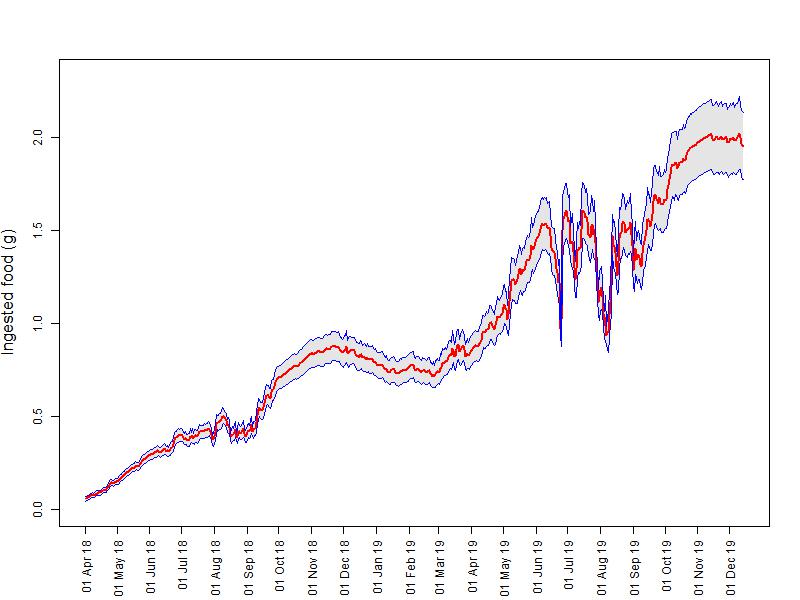 Ingested food (g)
2.0
1.5
1.0
0.5
0.0
01 Apr 18
01 May 18
01 Jun 18
01 Jul 18
01 Aug 18
01 Sep 18
01 Oct 18
01 Nov 18
01 Dec 18
01 Jan 19
01 Feb 19
01 Mar 19
01 Apr 19
01 May 19
01 Jun 19
01 Jul 19
01 Aug 19
01 Sep 19
01 Oct 19
01 Nov 19
01 Dec 19